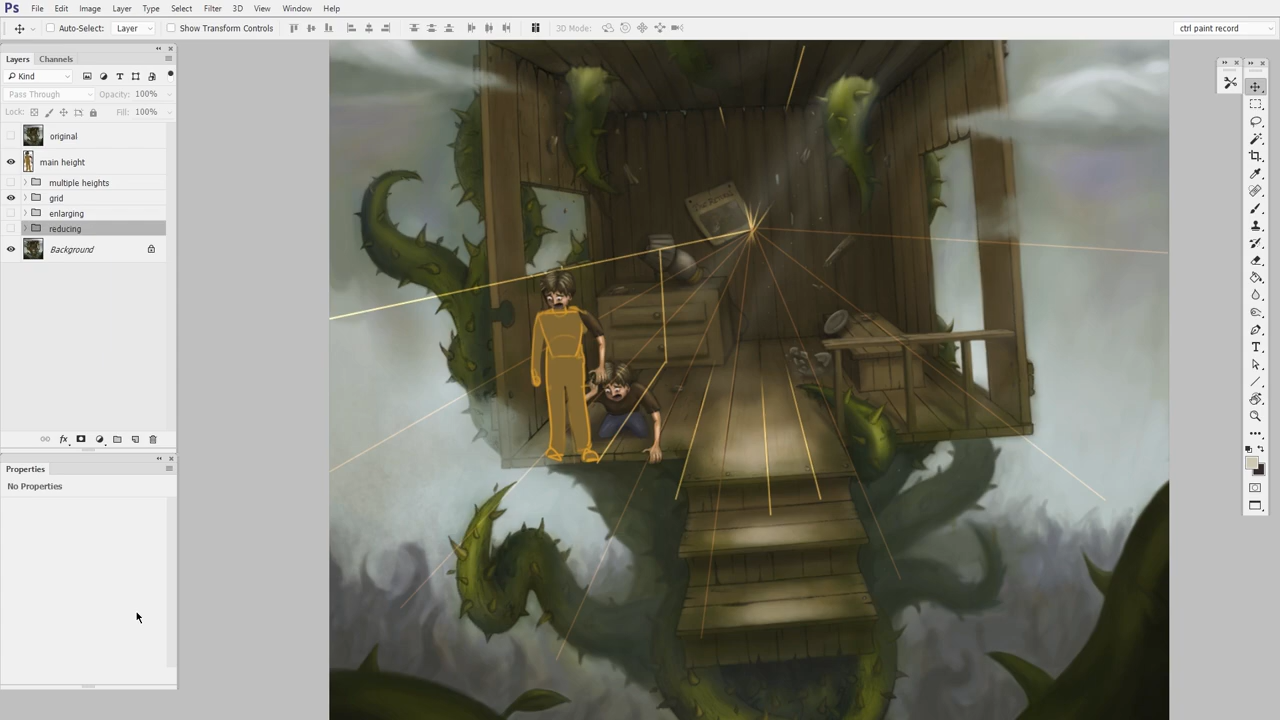 Ps File Edit Image Layer Type Select Filter 3D View Window Help
Auto-Select: Layer Show Transform Controls 3D Mode: ctrl paint record
Layers Channels
Kind
Pass Through Opacity: 100%
Lock: Fill: 100%
original
main height
multiple heights
grid
enlarging
reducing
Background
fx
Properties
No Properties